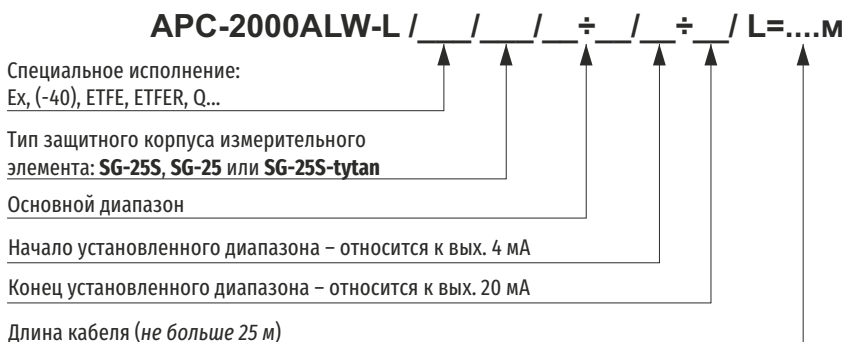 APC-2000ALW-L /___/___/__÷__/__÷__/ L=....м
Специальное исполнение:
Ex, (-40), ETFE, ETFER, Q...
Тип защитного корпуса измерительного
элемента: SG-25S, SG-25 или SG-25S-tytan
Основной диапазон
Начало установленного диапазона – относится к вых. 4 мА
Конец установленного диапазона – относится к вых. 20 мА
Длина кабеля (не больше 25 м)